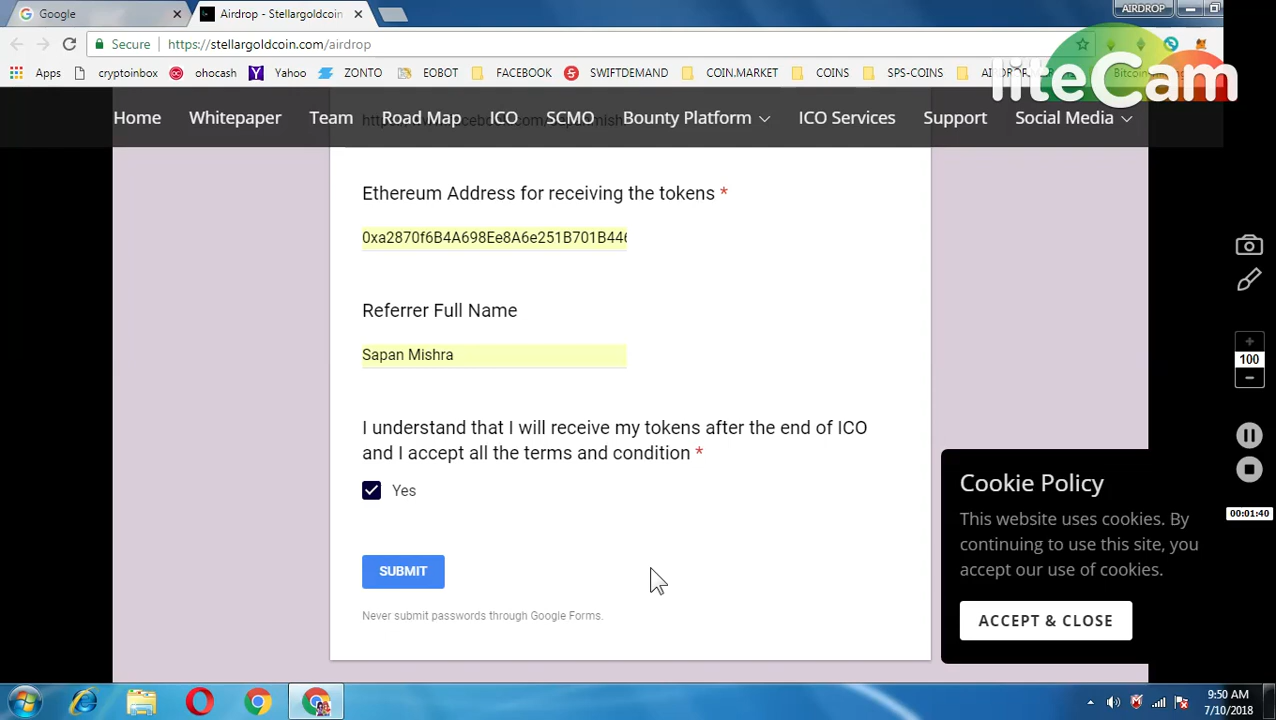 Google
Airdrop - Stellargoldcoin
AIRDROP
Secure
https://stellargoldcoin.com/airdrop
Apps cryptoinbox ohocash Yahoo ZONTO EOBOT FACEBOOK SWIFTDEMAND COIN.MARKET COINS SPS-COINS
liteCam
Home Whitepaper Team Road Map ICO SCMO Bounty Platform ICO Services Support Social Media
Ethereum Address for receiving the tokens *
0xa2870f6B4A698Ee8A6e251B701B446
Referrer Full Name
Sapan Mishra
I understand that I will receive my tokens after the end of ICO
and I accept all the terms and condition *
Yes
SUBMIT
Never submit passwords through Google Forms.
Cookie Policy
This website uses cookies. By
continuing to use this site, you
accept our use of cookies.
ACCEPT & CLOSE
100
00:01:40
9:50 AM
7/10/2018